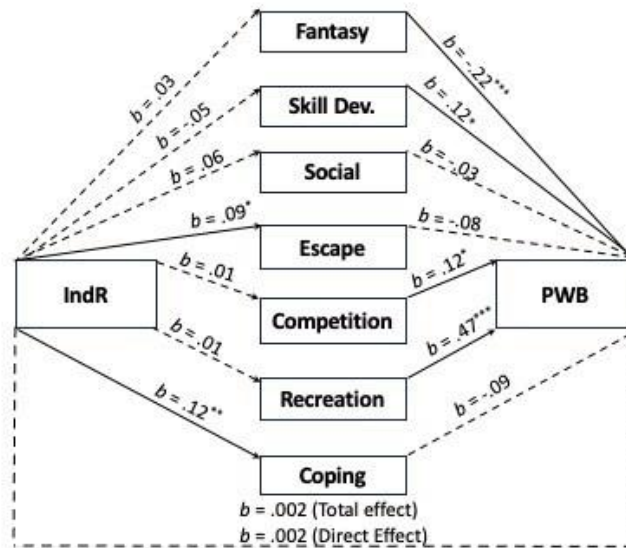 Fantasy
b = .03
b = -.22***
Skill Dev.
b = -.05
b = .12*
Social
b = .06
b = -.03
Escape
b = .09*
b = -.08
IndR
PWB
b = .01
Competition
b = .12*
b = .01
Recreation
b = .47***
b = .12**
Coping
b = -.09
b = .002 (Total effect)
b = .002 (Direct Effect)